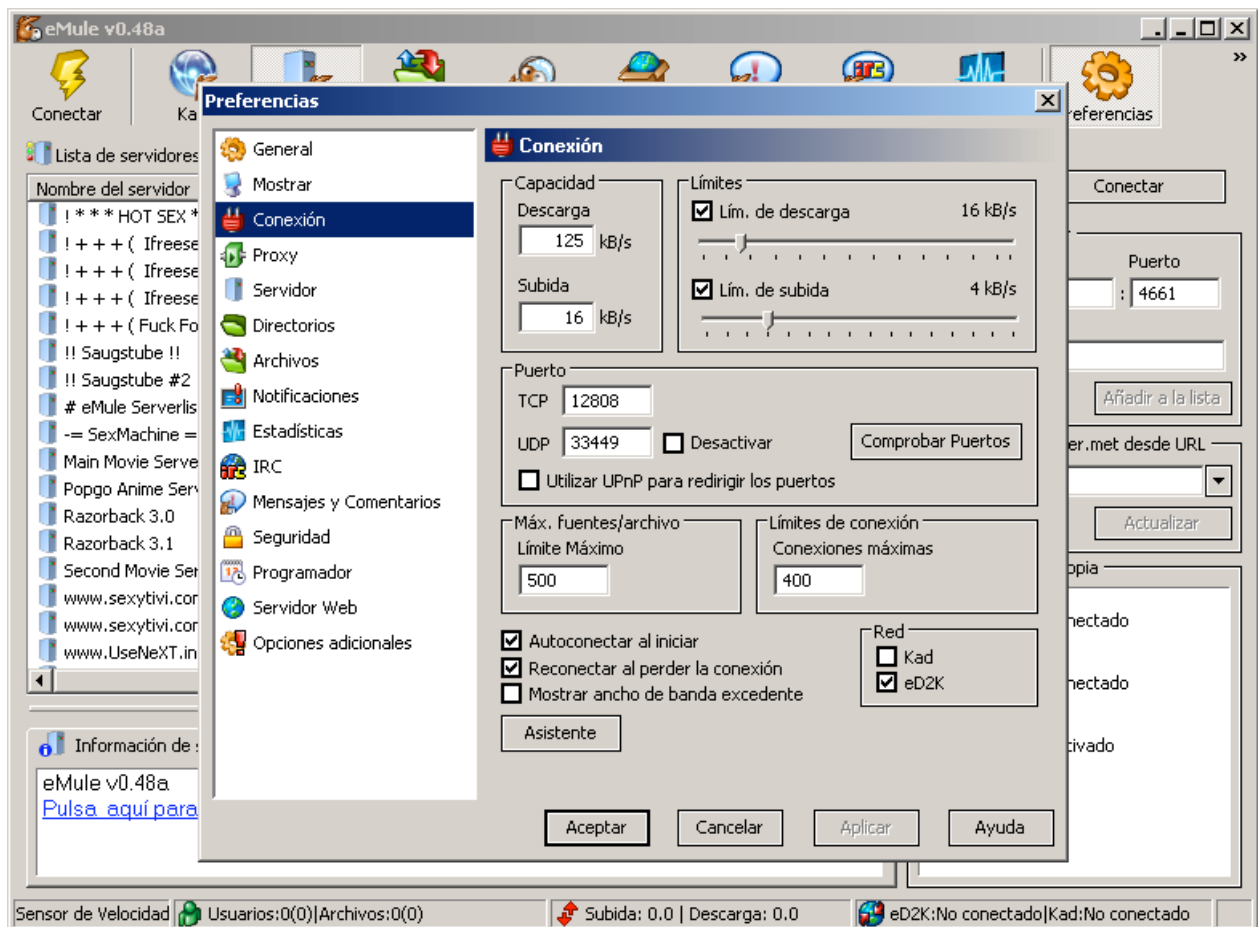 eMule v0.48a
Conectar
Ka
referencias
»
Lista de servidores
Nombre del servidor
! * * * HOT SEX *
! + + + ( Ifreese
! + + + ( Ifreese
! + + + ( Ifreese
! + + + ( Fuck Fo
!! Saugstube !!
!! Saugstube #2
# eMule Serverlis
-= SexMachine =
Main Movie Serve
Popgo Anime Serv
Razorback 3.0
Razorback 3.1
Second Movie Ser
www.sexytivi.cor
www.sexytivi.cor
www.UseNeXT.in
Información de
eMule v0.48a
Pulsa aquí para
Preferencias
General
Mostrar
Conexión
Proxy
Servidor
Directorios
Archivos
Notificaciones
Estadísticas
IRC
Mensajes y Comentarios
Seguridad
Programador
Servidor Web
Opciones adicionales
Conexión
Capacidad
Descarga
125 kB/s
Subida
16 kB/s
Límites
Lím. de descarga 16 kB/s
Lím. de subida 4 kB/s
Puerto
TCP 12808
UDP 33449 Desactivar Comprobar Puertos
Utilizar UPnP para redirigir los puertos
Máx. fuentes/archivo
Límite Máximo
500
Límites de conexión
Conexiones máximas
400
Autoconectar al iniciar
Reconectar al perder la conexión
Mostrar ancho de banda excedente
Red
Kad
eD2K
Asistente
Aceptar Cancelar Aplicar Ayuda
Conectar
Puerto
: 4661
Añadir a la lista
er.met desde URL
Actualizar
opia
nectado
nectado
tivado
Sensor de Velocidad Usuarios:0(0)|Archivos:0(0) Subida: 0.0 | Descarga: 0.0 eD2K:No conectado|Kad:No conectado